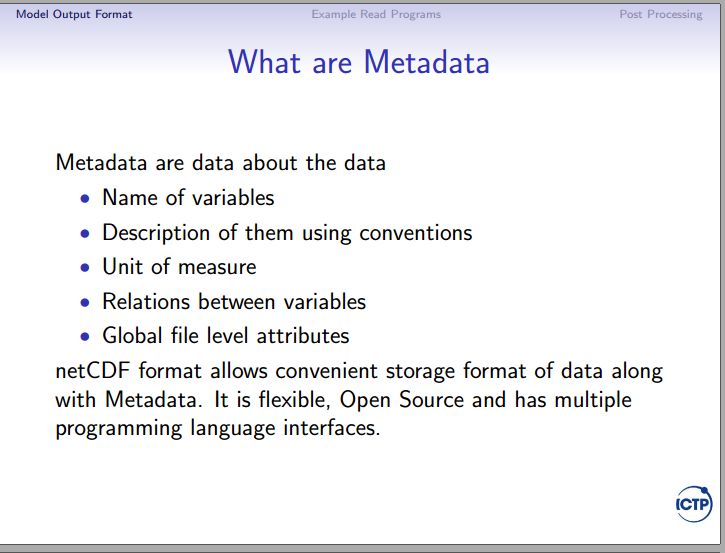 Model Output Format Example Read Programs Post Processing
What are Metadata
Metadata are data about the data
• Name of variables
• Description of them using conventions
• Unit of measure
• Relations between variables
• Global file level attributes
netCDF format allows convenient storage format of data along
with Metadata. It is flexible, Open Source and has multiple
programming language interfaces.
ICTP